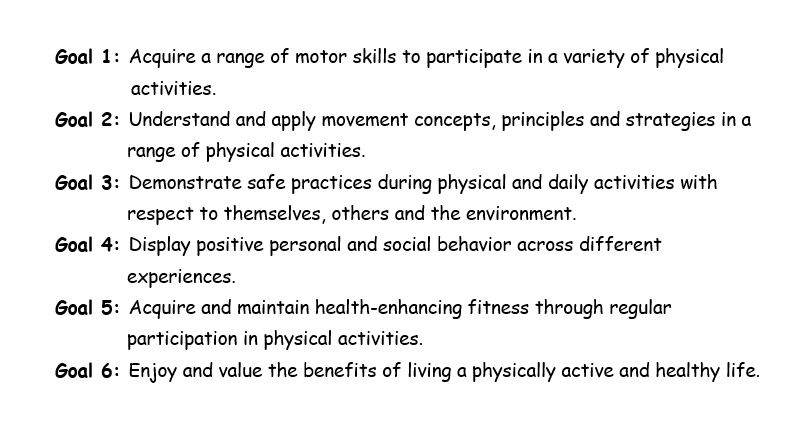 Goal 1: Acquire a range of motor skills to participate in a variety of physical
activities.
Goal 2: Understand and apply movement concepts, principles and strategies in a
range of physical activities.
Goal 3: Demonstrate safe practices during physical and daily activities with
respect to themselves, others and the environment.
Goal 4: Display positive personal and social behavior across different
experiences.
Goal 5: Acquire and maintain health-enhancing fitness through regular
participation in physical activities.
Goal 6: Enjoy and value the benefits of living a physically active and healthy life.